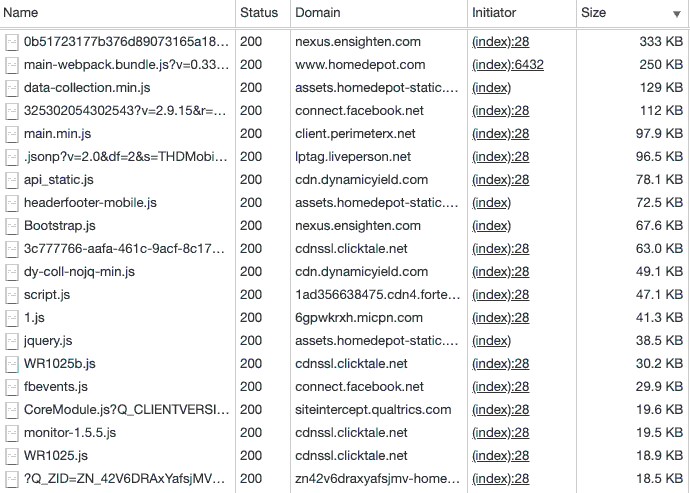 Name Status Domain Initiator Size
0b51723177b376d89073165a18... 200 nexus.ensighten.com (index):28 333 KB
main-webpack.bundle.js?v=0.33... 200 www.homedepot.com (index):6432 250 KB
data-collection.min.js 200 assets.homedepot-static.... (index) 129 KB
325302054302543?v=2.9.15&r=... 200 connect.facebook.net (index):28 112 KB
main.min.js 200 client.perimeterx.net (index):28 97.9 KB
.jsonp?v=2.0&df=2&s=THDMobi... 200 lptag.liveperson.net (index):28 96.5 KB
api_static.js 200 cdn.dynamicyield.com (index):28 78.1 KB
headerfooter-mobile.js 200 assets.homedepot-static.... (index) 72.5 KB
Bootstrap.js 200 nexus.ensighten.com (index) 67.6 KB
3c777766-aafa-461c-9acf-8c17... 200 cdnssl.clicktale.net (index):28 63.0 KB
dy-coll-nojq-min.js 200 cdn.dynamicyield.com (index):28 49.1 KB
script.js 200 1ad356638475.cdn4.forte... (index):28 47.1 KB
1.js 200 6gpwkrxh.micpn.com (index):28 41.3 KB
jquery.js 200 assets.homedepot-static.... (index) 38.5 KB
WR1025b.js 200 cdnssl.clicktale.net (index):28 30.2 KB
fbevents.js 200 connect.facebook.net (index):28 29.9 KB
CoreModule.js?Q_CLIENTVERSI... 200 siteintercept.qualtrics.com (index):28 19.6 KB
monitor-1.5.5.js 200 cdnssl.clicktale.net (index):28 19.5 KB
WR1025.js 200 cdnssl.clicktale.net (index):28 18.9 KB
?Q_ZID=ZN_42V6DRAxYafsjMV... 200 zn42v6draxyafsjmv-home... (index):28 18.5 KB